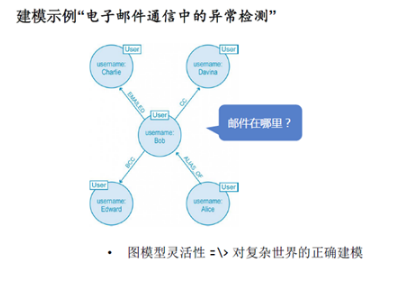 建模示例“电子邮件通信中的异常检测”
User
username:
Charlie
User
username:
Davina
EMAILED
CC
User
username:
Bob
邮件在哪里？
BCC
ALIAS_OF
User
username:
Edward
User
username:
Alice
• 图模型灵活性 =\> 对复杂世界的正确建模